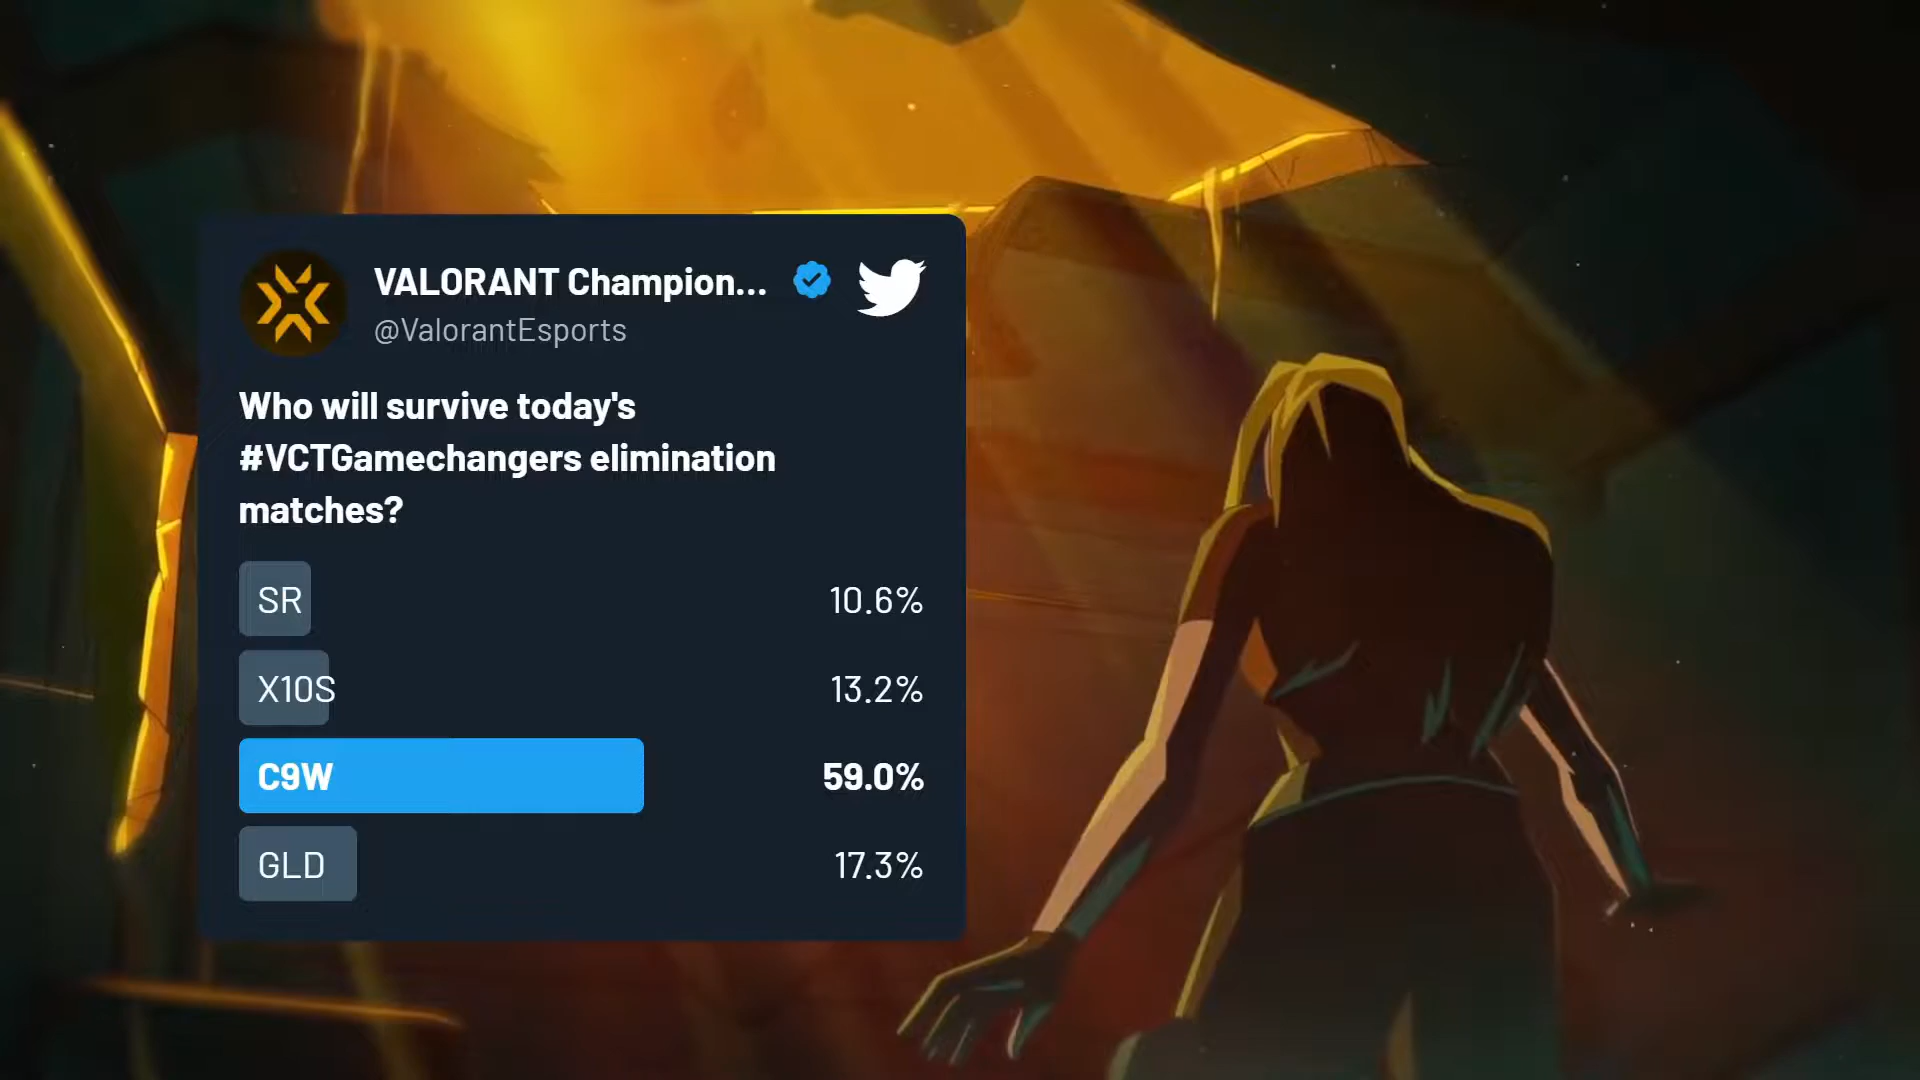 VALORANT Champion...
@ValorantEsports
Who will survive today's
#VCTGamechangers elimination
matches?
SR 10.6%
X10S 13.2%
C9W 59.0%
GLD 17.3%